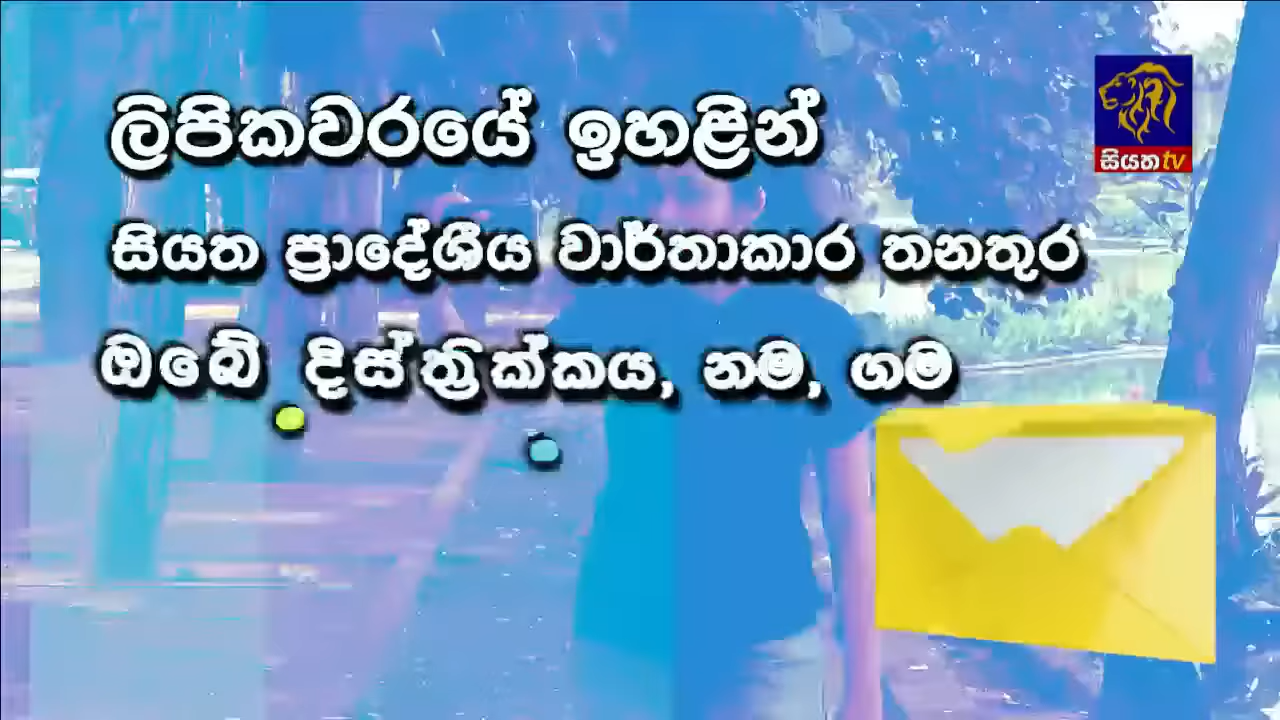 ලිපිකවරයේ ඉහළින්
සියත ප්‍රාදේශීය වාර්තාකාර තනතුර
ඔබේ දිස්ත්‍රික්කය, නම, ගම
සියත tv